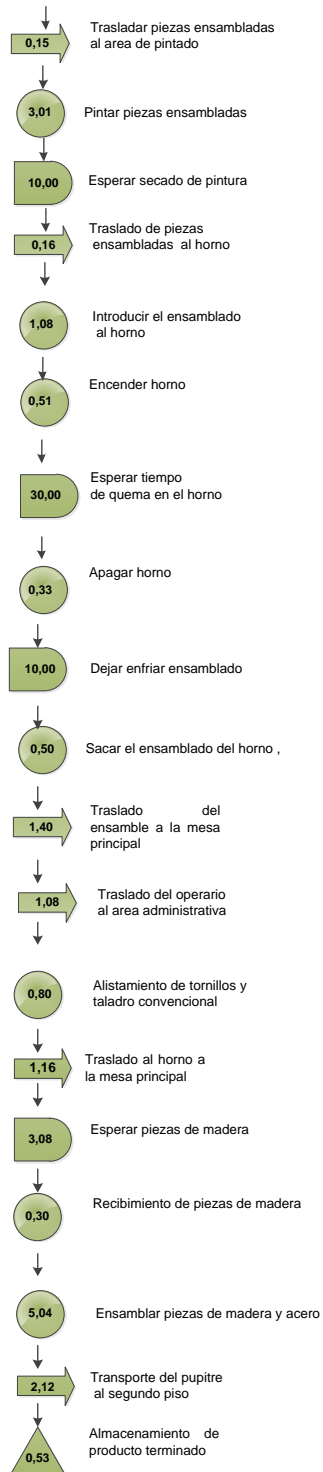 0,15
Trasladar piezas ensambladas
al area de pintado
3,01
Pintar piezas ensambladas
10,00
Esperar secado de pintura
0,16
Traslado de piezas
ensambladas al horno
1,08
Introducir el ensamblado
al horno
0,51
Encender horno
30,00
Esperar tiempo
de quema en el horno
0,33
Apagar horno
10,00
Dejar enfriar ensamblado
0,50
Sacar el ensamblado del horno ,
1,40
Traslado del
ensamble a la mesa
principal
1,08
Traslado del operario
al area administrativa
0,80
Alistamiento de tornillos y
taladro convencional
1,16
Traslado al horno a
la mesa principal
3,08
Esperar piezas de madera
0,30
Recibimiento de piezas de madera
5,04
Ensamblar piezas de madera y acero
2,12
Transporte del pupitre
al segundo piso
0,53
Almacenamiento de
producto terminado